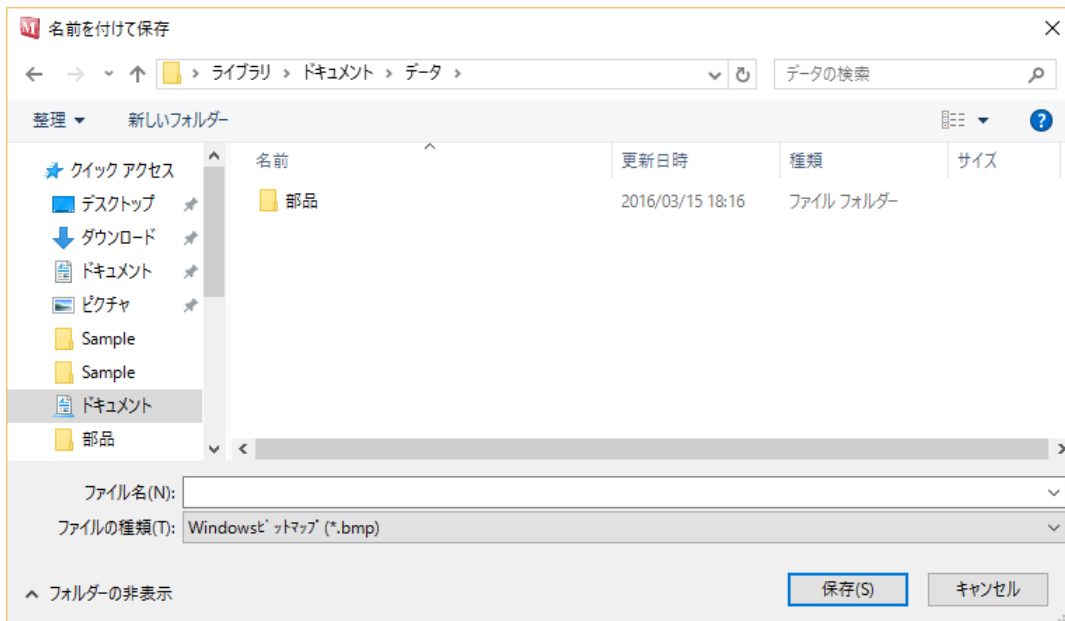 名前を付けて保存
ライブラリ › ドキュメント › データ ›
データの検索
整理 新しいフォルダー
クイック アクセス
デスクトップ
ダウンロード
ドキュメント
ピクチャ
Sample
Sample
ドキュメント
部品
名前 更新日時 種類 サイズ
部品 2016/03/15 18:16 ファイル フォルダー
ファイル名(N):
ファイルの種類(T): Windowsﾋﾞｯﾄﾏｯﾌﾟ (*.bmp)
フォルダーの非表示
保存(S) キャンセル